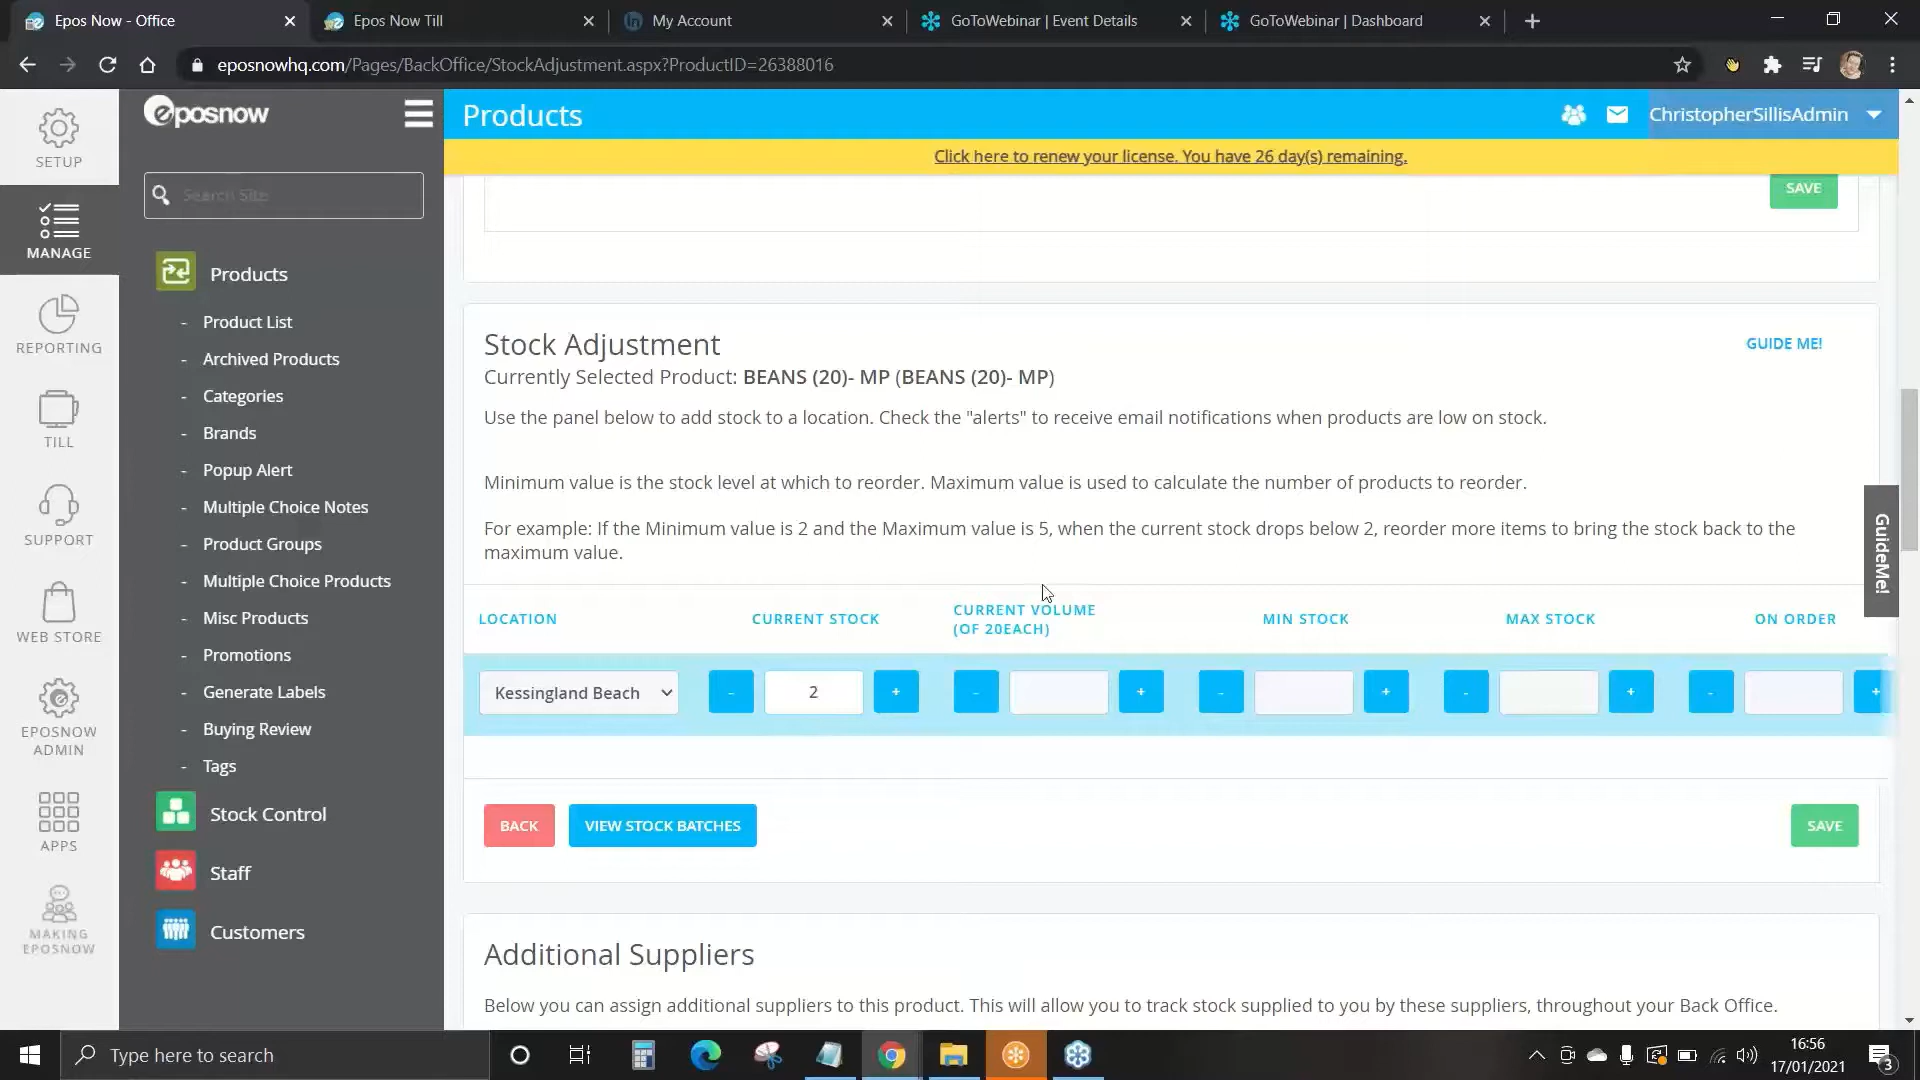 Epos Now - Office
Epos Now Till
My Account
GoToWebinar | Event Details
GoToWebinar | Dashboard
eposnowhq.com/Pages/BackOffice/StockAdjustment.aspx?ProductID=26388016
SETUP
MANAGE
REPORTING
TILL
SUPPORT
WEB STORE
EPOSNOW
ADMIN
APPS
MAKING
EPOSNOW
eposnow
Search Site
Products
- Product List
- Archived Products
- Categories
- Brands
- Popup Alert
- Multiple Choice Notes
- Product Groups
- Multiple Choice Products
- Misc Products
- Promotions
- Generate Labels
- Buying Review
- Tags
Stock Control
Staff
Customers
Products
ChristopherSillisAdmin
Click here to renew your license. You have 26 day(s) remaining.
SAVE
Stock Adjustment
GUIDE ME!
Currently Selected Product: BEANS (20)- MP (BEANS (20)- MP)
Use the panel below to add stock to a location. Check the "alerts" to receive email notifications when products are low on stock.
Minimum value is the stock level at which to reorder. Maximum value is used to calculate the number of products to reorder.
For example: If the Minimum value is 2 and the Maximum value is 5, when the current stock drops below 2, reorder more items to bring the stock back to the
maximum value.
GuideMe!
LOCATION CURRENT STOCK CURRENT VOLUME (OF 20EACH) MIN STOCK MAX STOCK ON ORDER
Kessingland Beach - 2 + - + - + - + - +
BACK VIEW STOCK BATCHES SAVE
Additional Suppliers
Below you can assign additional suppliers to this product. This will allow you to track stock supplied to you by these suppliers, throughout your Back Office.
Type here to search
16:56
17/01/2021
3